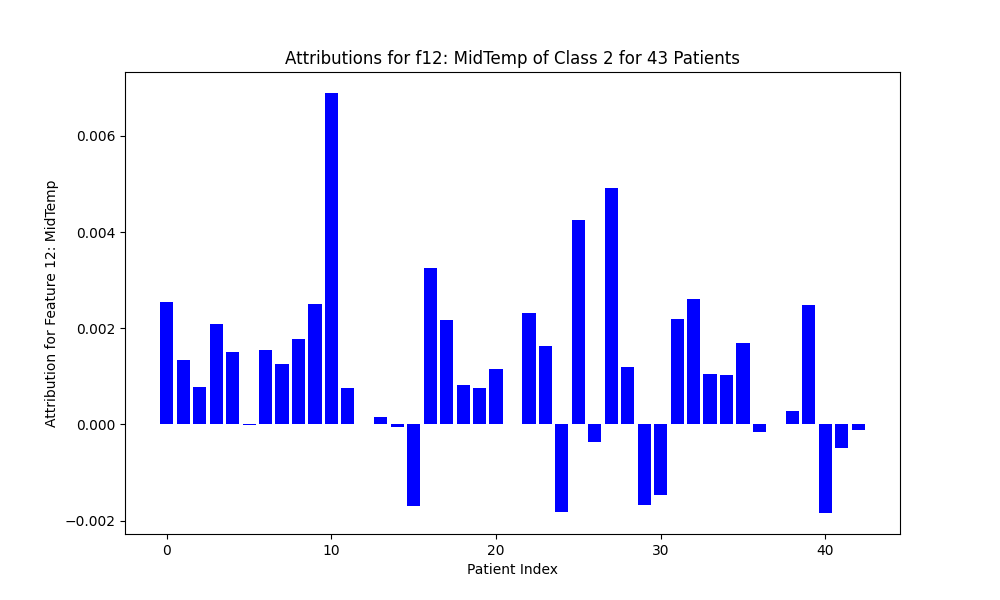 Attributions for f12: MidTemp of Class 2 for 43 Patients
Attribution for Feature 12: MidTemp
0.006
0.004
0.002
0.000
−0.002
0 10 20 30 40
Patient Index